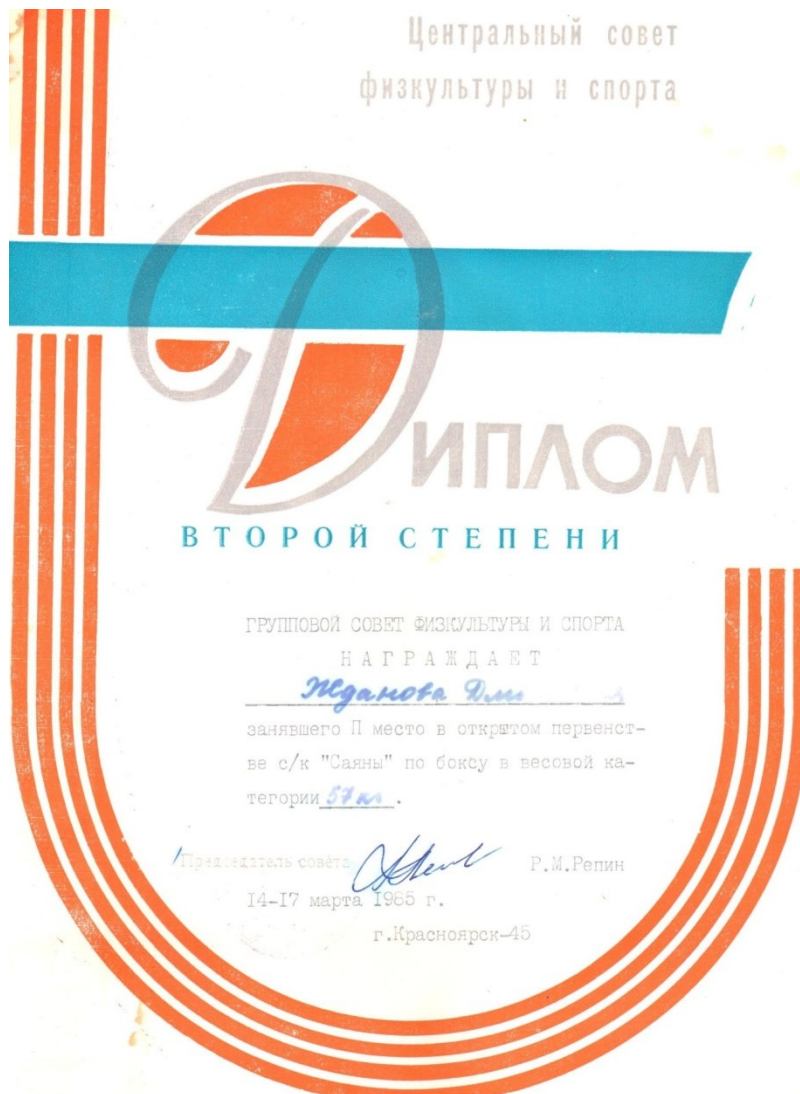 Центральный совет
физкультуры и спорта
Диплом
ВТОРОЙ СТЕПЕНИ
ГРУППОВОЙ СОВЕТ ФИЗКУЛЬТУРЫ И СПОРТА
НАГРАЖДАЕТ
Жданова
занявшего П место в открытом первенст-
ве с/к "Саяны" по боксу в весовой ка-
тегории 57 кг.
Председатель совета Р.М.Репин
14-17 марта 1985 г.
г.Красноярск-45